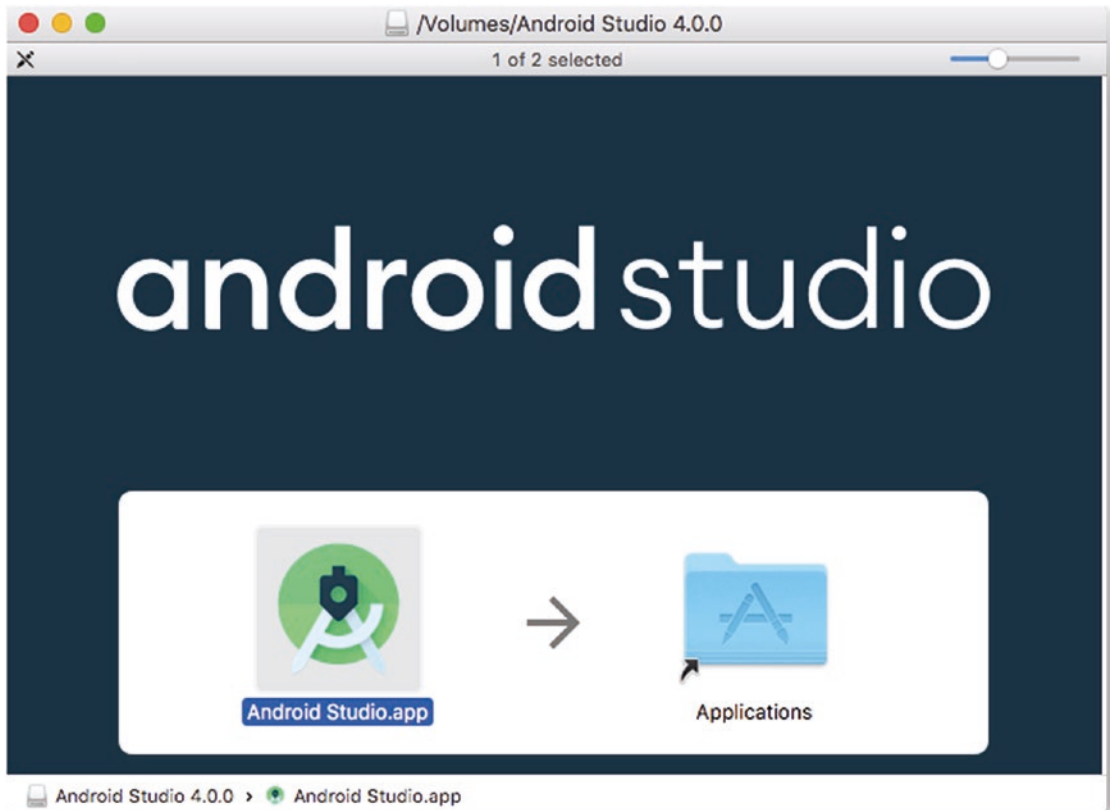 /Volumes/Android Studio 4.0.0
1 of 2 selected
android studio
Android Studio.app
Applications
Android Studio 4.0.0 › Android Studio.app